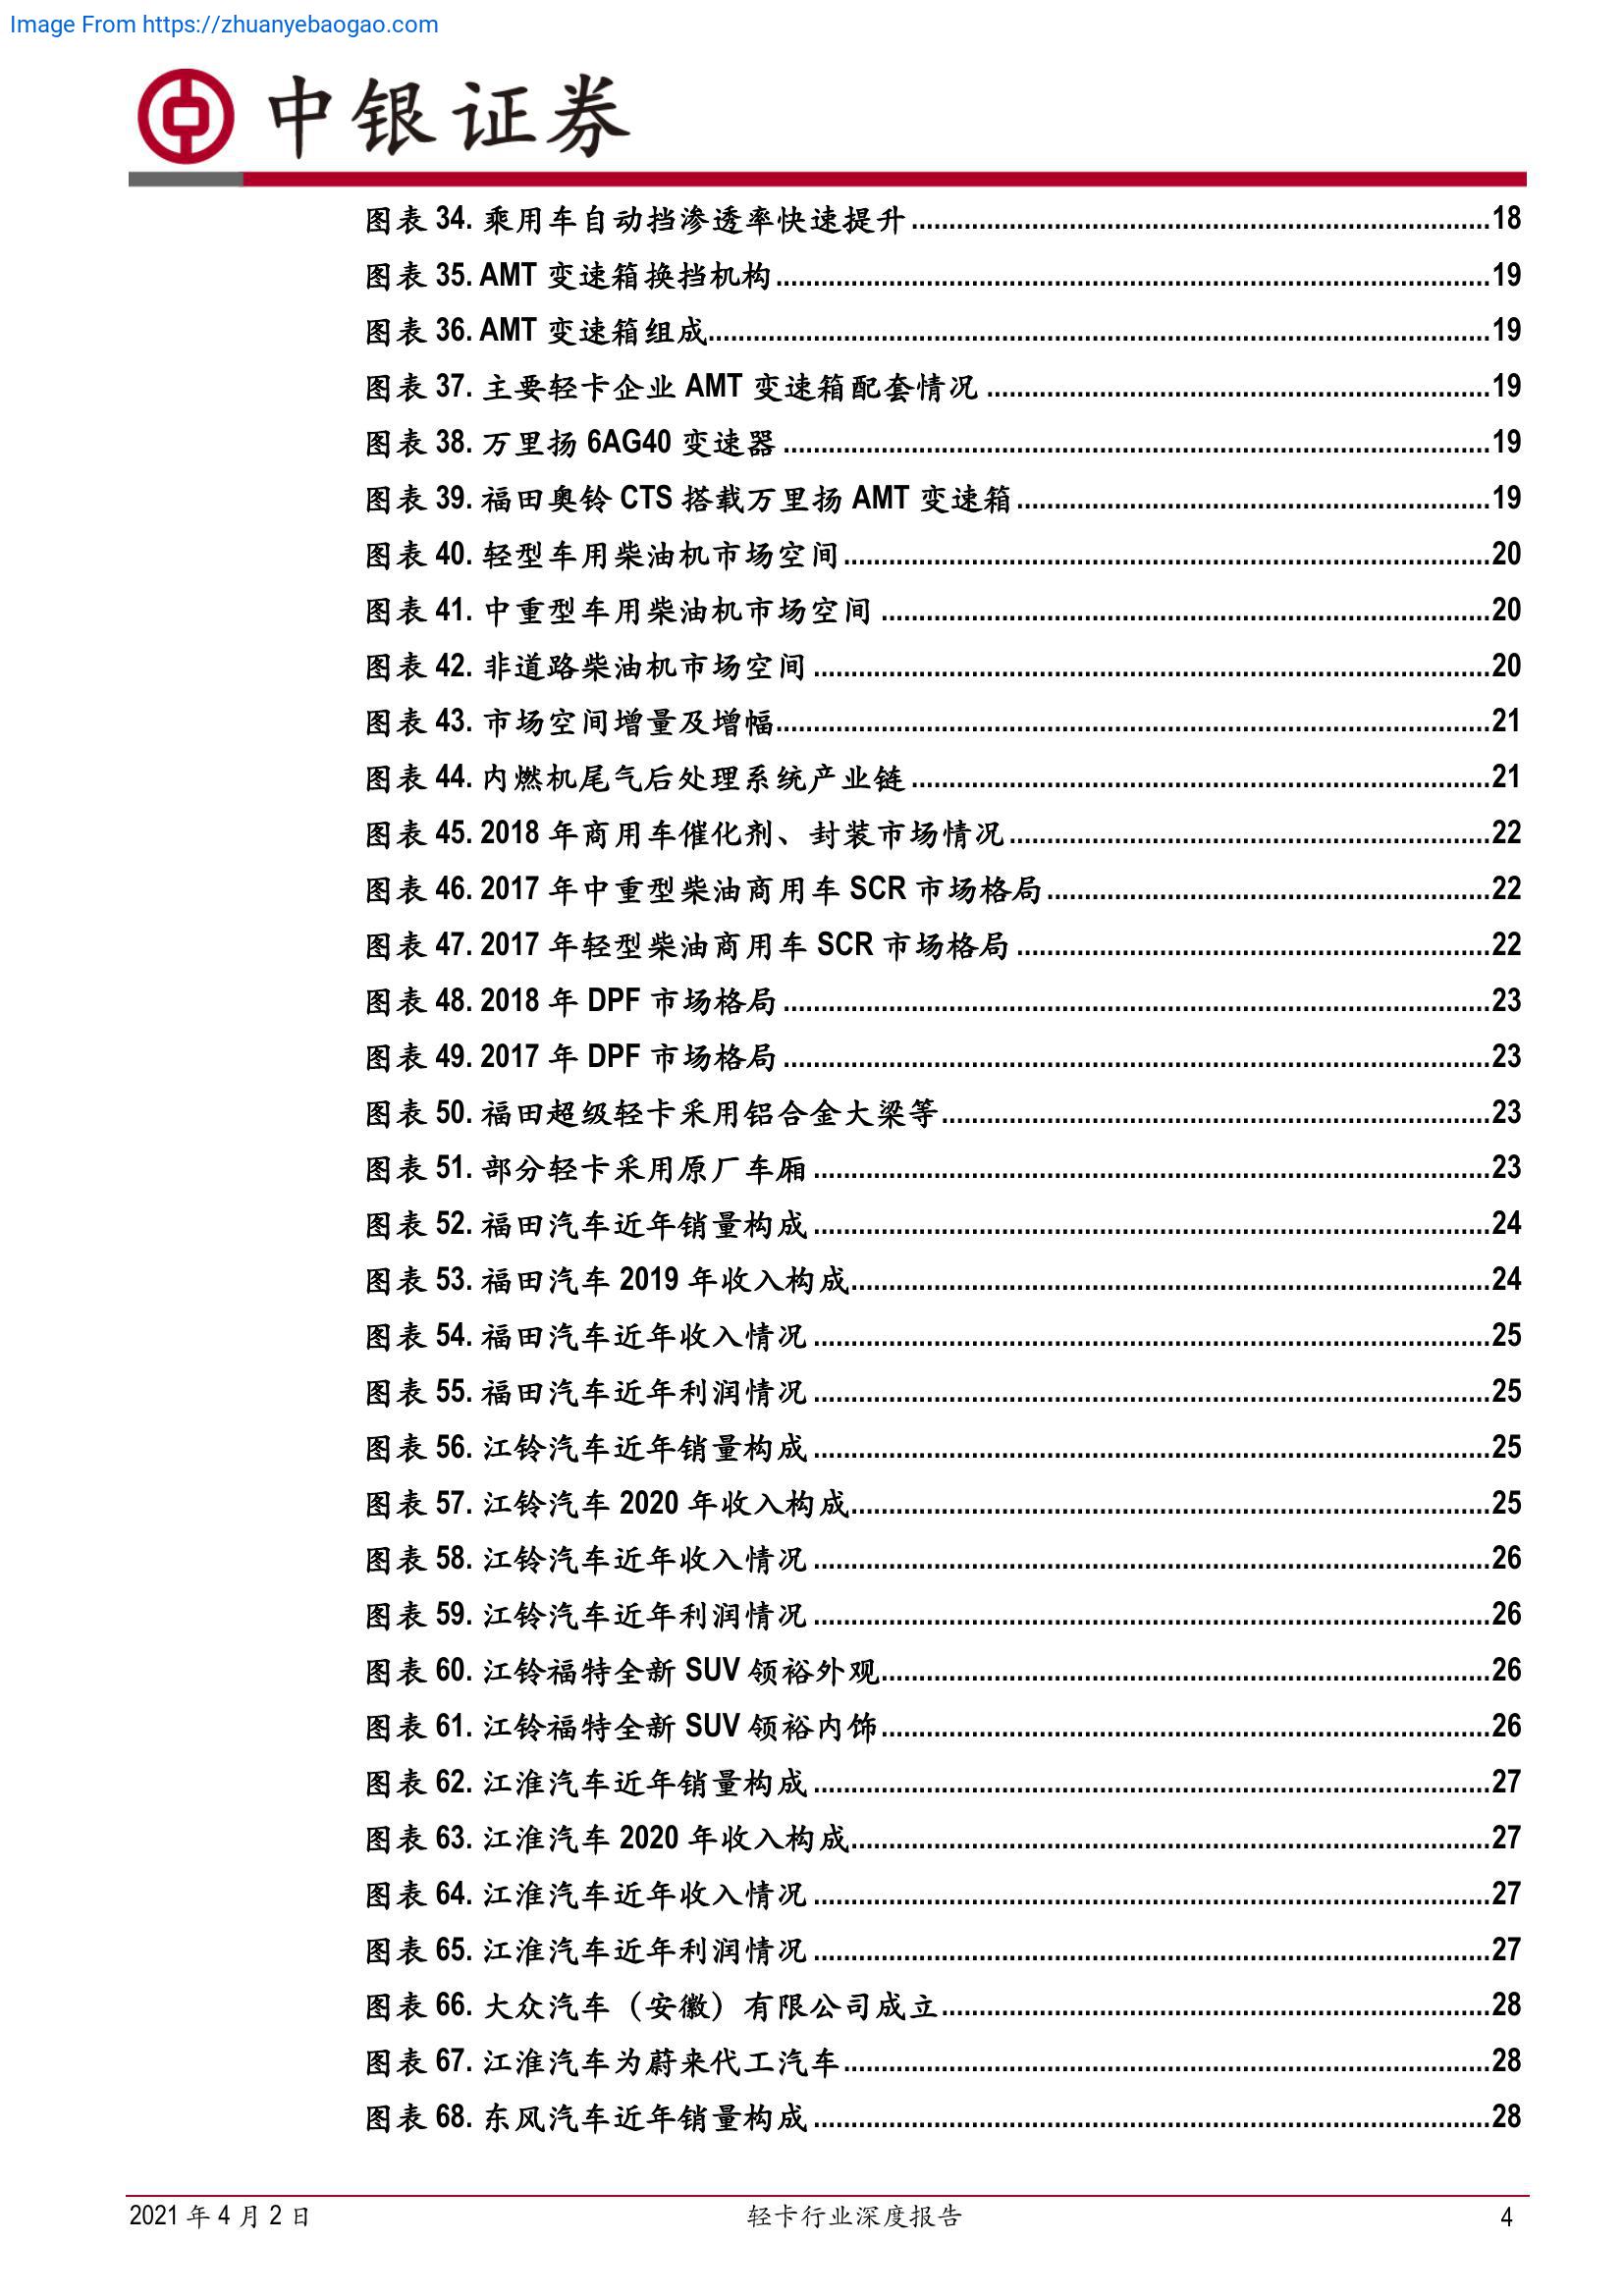 Image From https://zhuanyebaogao.com
中银证券
图表 34. 乘用车自动挡渗透率快速提升........18
图表 35. AMT 变速箱换挡机构........19
图表 36. AMT 变速箱组成........19
图表 37. 主要轻卡企业 AMT 变速箱配套情况........19
图表 38. 万里扬 6AG40 变速器........19
图表 39. 福田奥铃 CTS 搭载万里扬 AMT 变速箱........19
图表 40. 轻型车用柴油机市场空间........20
图表 41. 中重型车用柴油机市场空间........20
图表 42. 非道路柴油机市场空间........20
图表 43. 市场空间增量及增幅........21
图表 44. 内燃机尾气后处理系统产业链........21
图表 45. 2018 年商用车催化剂、封装市场情况........22
图表 46. 2017 年中重型柴油商用车 SCR 市场格局........22
图表 47. 2017 年轻型柴油商用车 SCR 市场格局........22
图表 48. 2018 年 DPF 市场格局........23
图表 49. 2017 年 DPF 市场格局........23
图表 50. 福田超级轻卡采用铝合金大梁等........23
图表 51. 部分轻卡采用原厂车厢........23
图表 52. 福田汽车近年销量构成........24
图表 53. 福田汽车 2019 年收入构成........24
图表 54. 福田汽车近年收入情况........25
图表 55. 福田汽车近年利润情况........25
图表 56. 江铃汽车近年销量构成........25
图表 57. 江铃汽车 2020 年收入构成........25
图表 58. 江铃汽车近年收入情况........26
图表 59. 江铃汽车近年利润情况........26
图表 60. 江铃福特全新 SUV 领裕外观........26
图表 61. 江铃福特全新 SUV 领裕内饰........26
图表 62. 江淮汽车近年销量构成........27
图表 63. 江淮汽车 2020 年收入构成........27
图表 64. 江淮汽车近年收入情况........27
图表 65. 江淮汽车近年利润情况........27
图表 66. 大众汽车（安徽）有限公司成立........28
图表 67. 江淮汽车为蔚来代工汽车........28
图表 68. 东风汽车近年销量构成........28
2021 年 4 月 2 日 轻卡行业深度报告 4